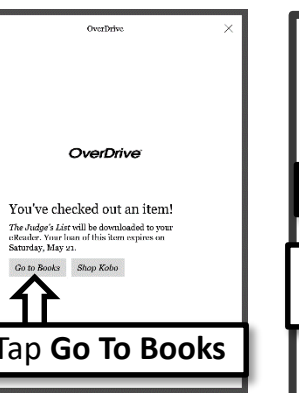 OverDrive
OverDrive
You've checked out an item!
The Judge's List will be downloaded to your
eReader. Your loan of this item expires on
Saturday, May 21.
Go to Books Shop Kobo
Tap Go To Books